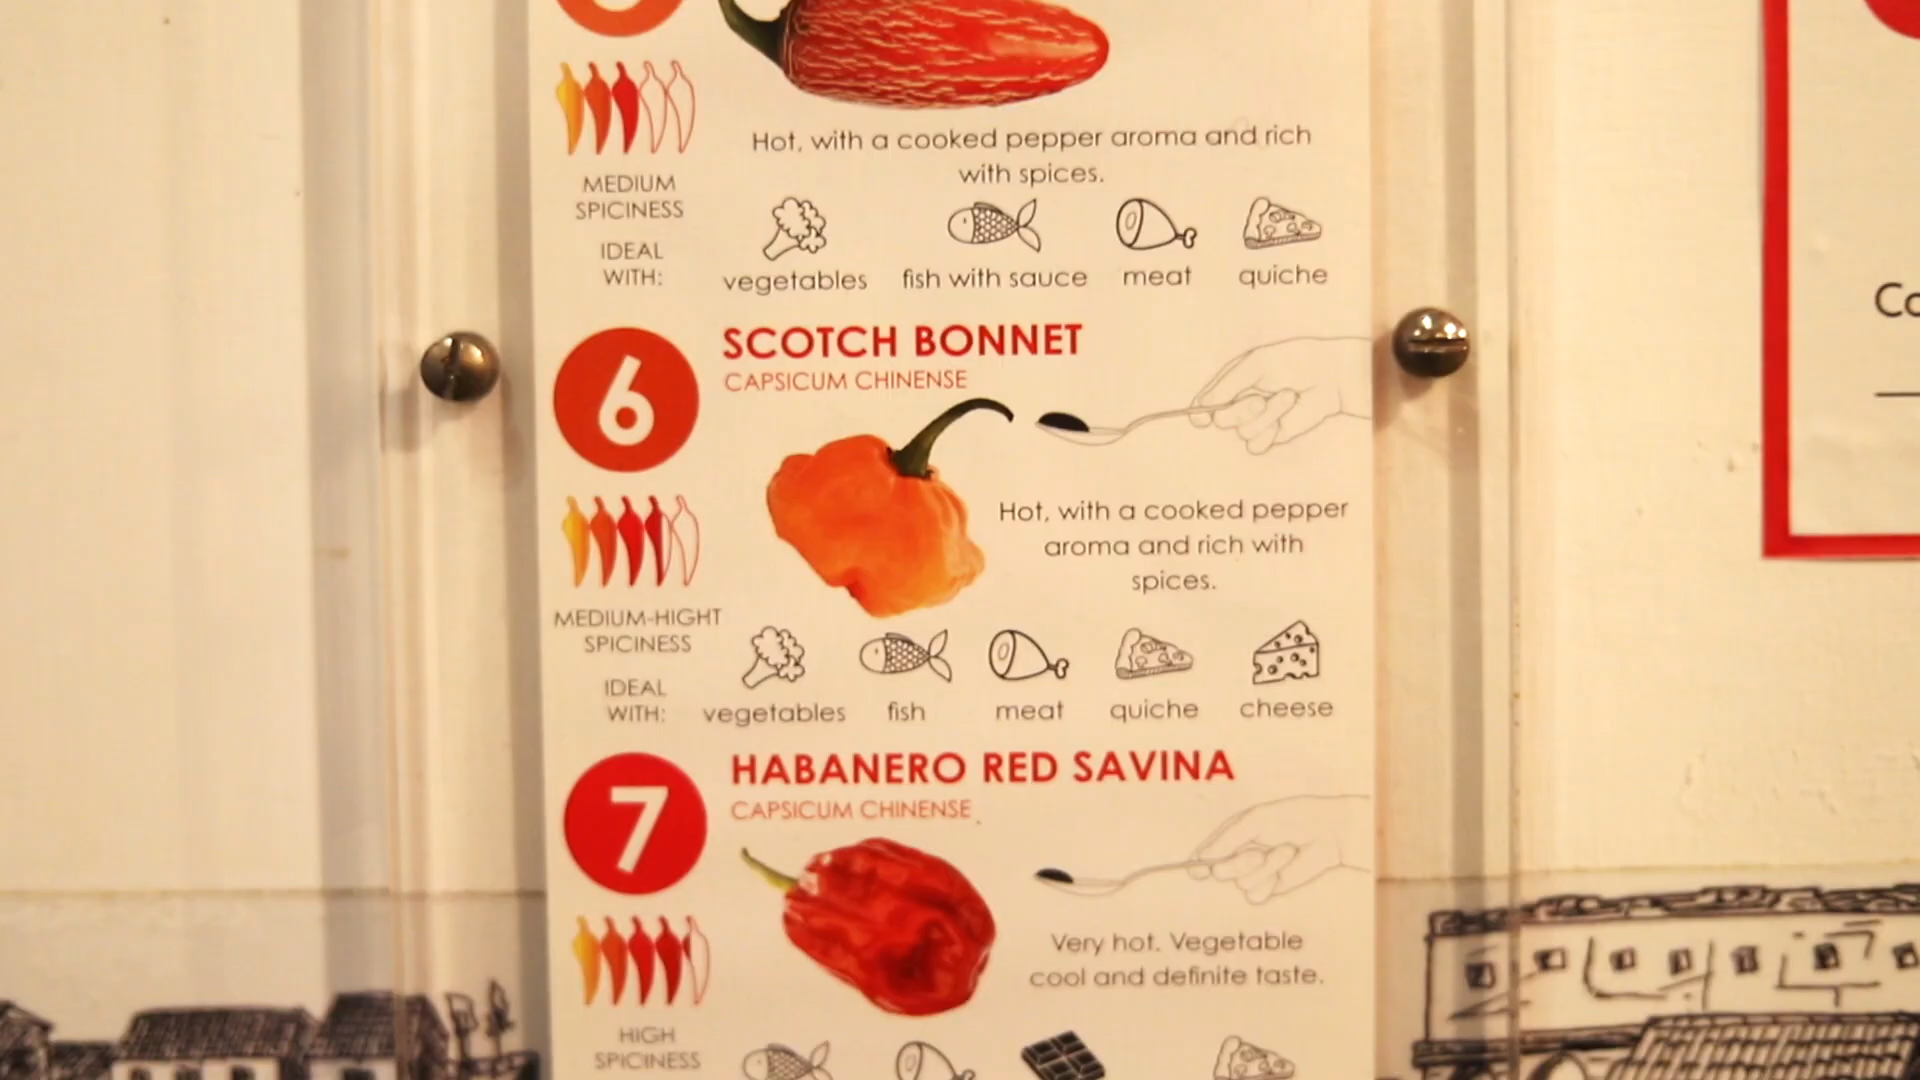 Hot, with a cooked pepper aroma and rich
with spices.
MEDIUM
SPICINESS
IDEAL
WITH:
vegetables
fish with sauce
meat
quiche
6
SCOTCH BONNET
CAPSICUM CHINENSE
Hot, with a cooked pepper
aroma and rich with
spices.
MEDIUM-HIGHT
SPICINESS
IDEAL
WITH:
vegetables
fish
meat
quiche
cheese
7
HABANERO RED SAVINA
CAPSICUM CHINENSE
Very hot. Vegetable
cool and definite taste.
HIGH
SPICINESS